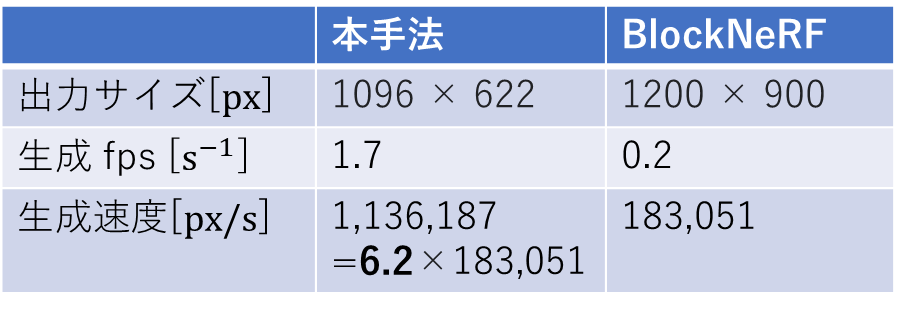 本手法 BlockNeRF
出力サイズ[px] 1096 × 622 1200 × 900
生成 fps [s⁻¹] 1.7 0.2
生成速度[px/s] 1,136,187 183,051
=6.2×183,051